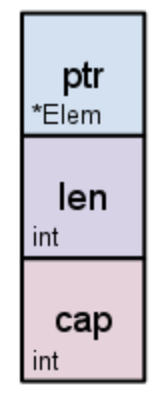 ptr
*Elem
len
int
cap
int